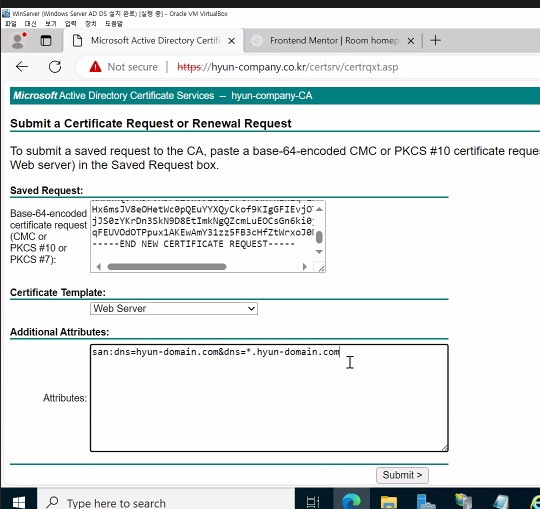 WinServer (Windows Server AD DS 설치 완료) [실행 중] - Oracle VM VirtualBox
파일 머신 보기 입력 장치 도움말
Microsoft Active Directory Certifi
Frontend Mentor | Room homep
Not secure https://hyun-company.co.kr/certsrv/certrqxt.asp
Microsoft Active Directory Certificate Services -- hyun-company-CA
Submit a Certificate Request or Renewal Request
To submit a saved request to the CA, paste a base-64-encoded CMC or PKCS #10 certificate reque
Web server) in the Saved Request box.
Saved Request:
Base-64-encoded
certificate request
(CMC or
PKCS #10 or
PKCS #7):
-----END NEW CERTIFICATE REQUEST-----
Certificate Template:
Web Server
Additional Attributes:
Attributes:
san:dns=hyun-domain.com&dns=*.hyun-domain.com
Submit >
Type here to search